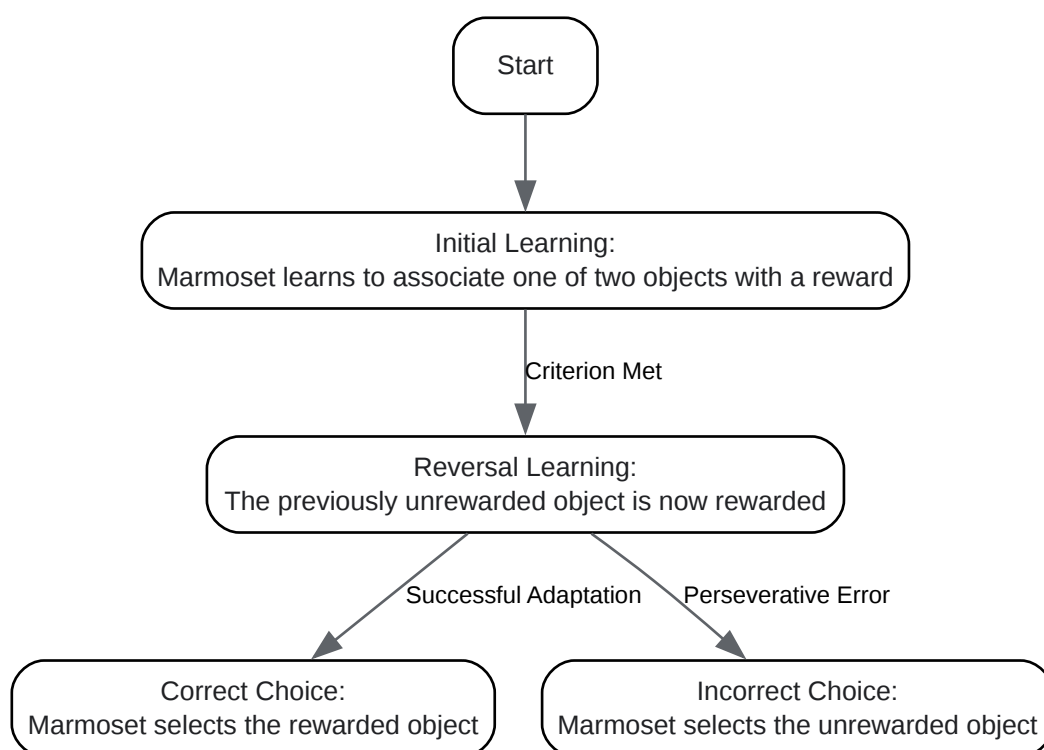 Start
Initial Learning:
Marmoset learns to associate one of two objects with a reward
Criterion Met
Reversal Learning:
The previously unrewarded object is now rewarded
Successful Adaptation
Perseverative Error
Correct Choice:
Marmoset selects the rewarded object
Incorrect Choice:
Marmoset selects the unrewarded object